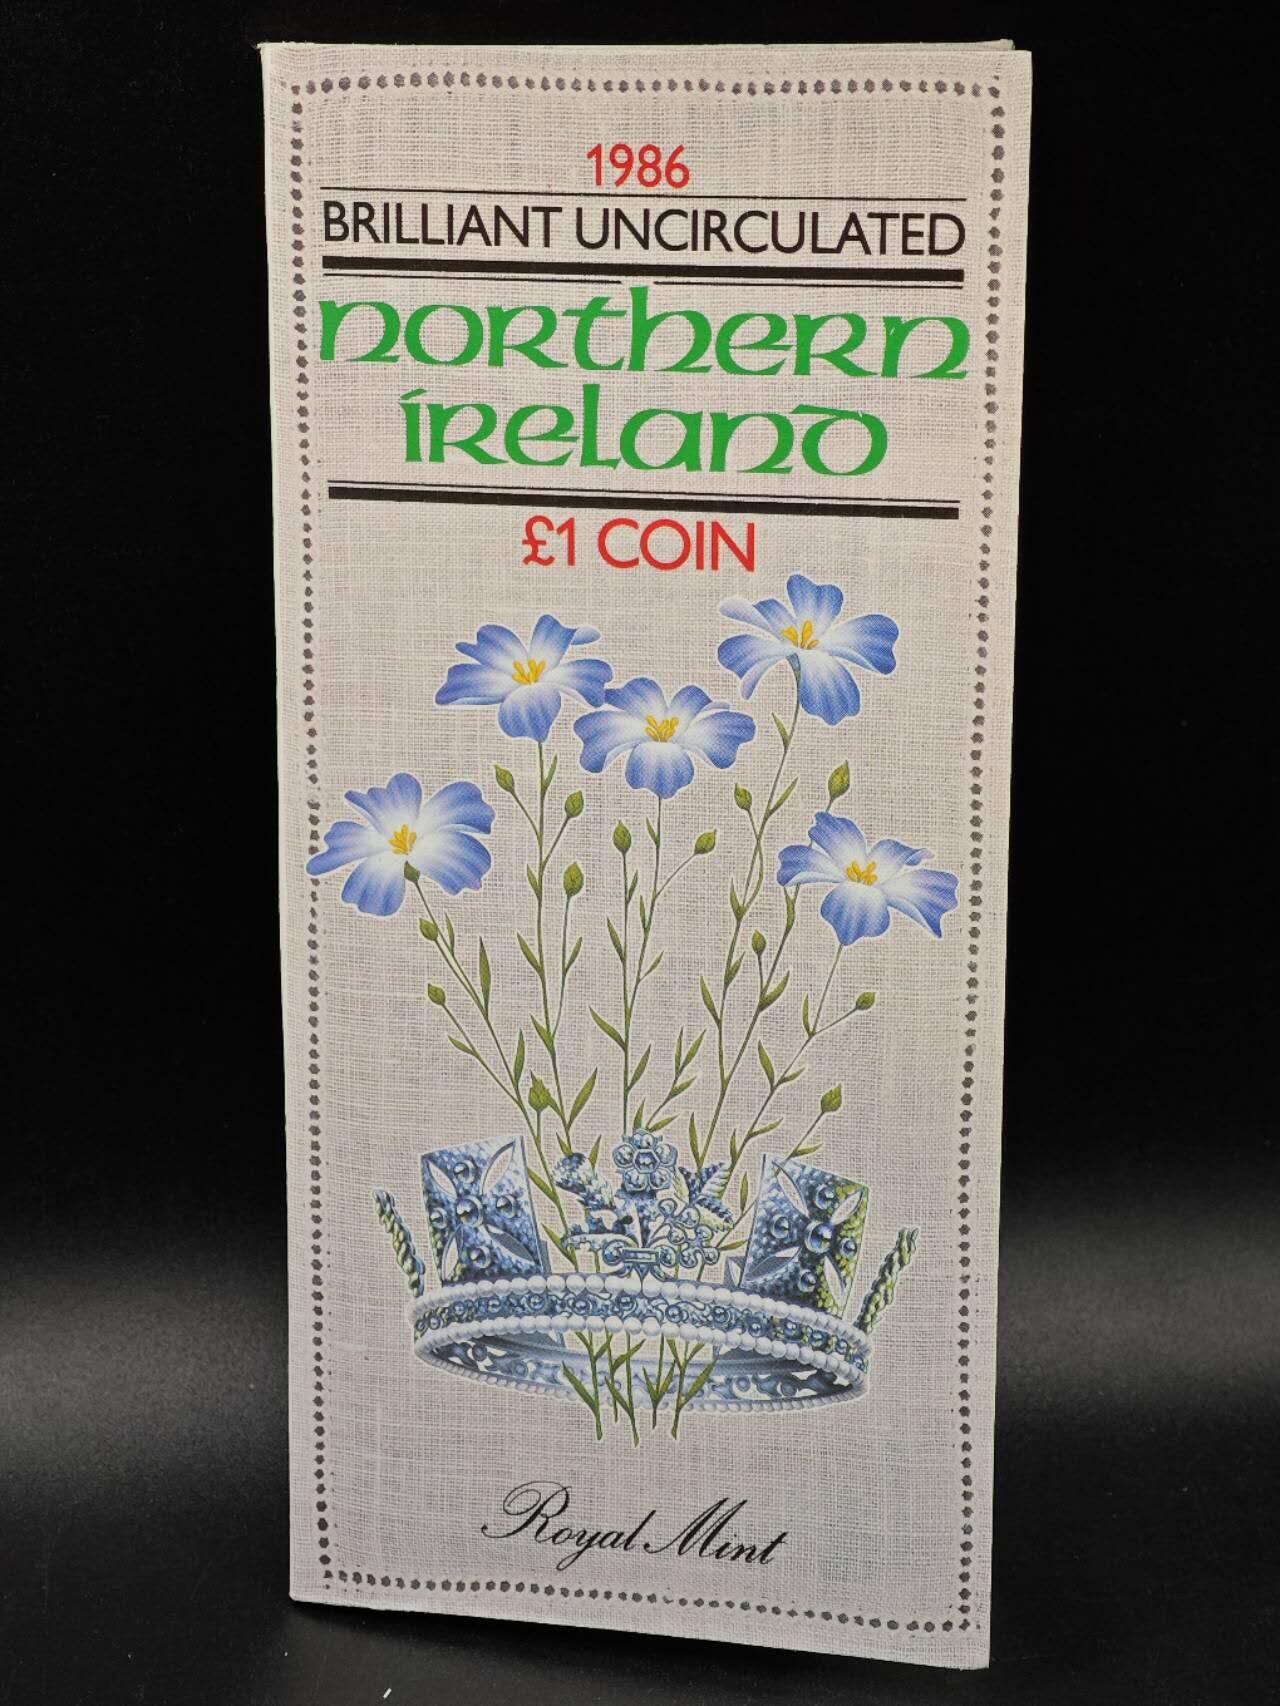 1986
BRILLIANT UNCIRCULATED
NORTHERN
IRELAND
£1 COIN
Royal Mint